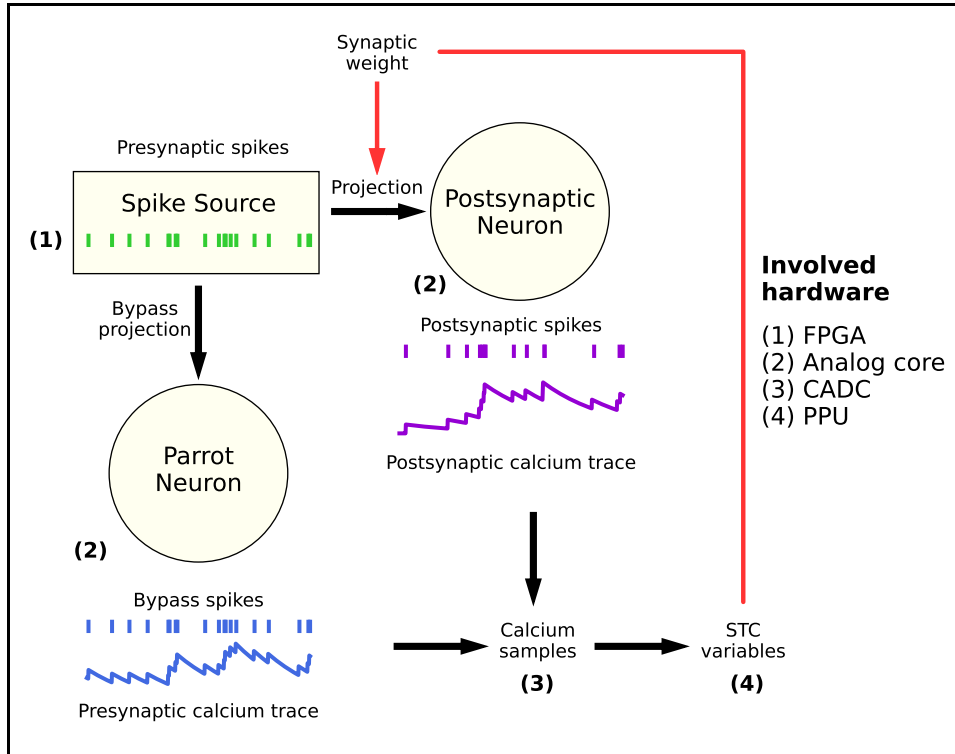 Synaptic
weight
Presynaptic spikes
Spike Source
(1)
Projection
Postsynaptic
Neuron
(2)
Bypass
projection
Postsynaptic spikes
Postsynaptic calcium trace
Parrot
Neuron
(2)
Bypass spikes
Presynaptic calcium trace
Calcium
samples
(3)
STC
variables
(4)
Involved
hardware
(1) FPGA
(2) Analog core
(3) CADC
(4) PPU